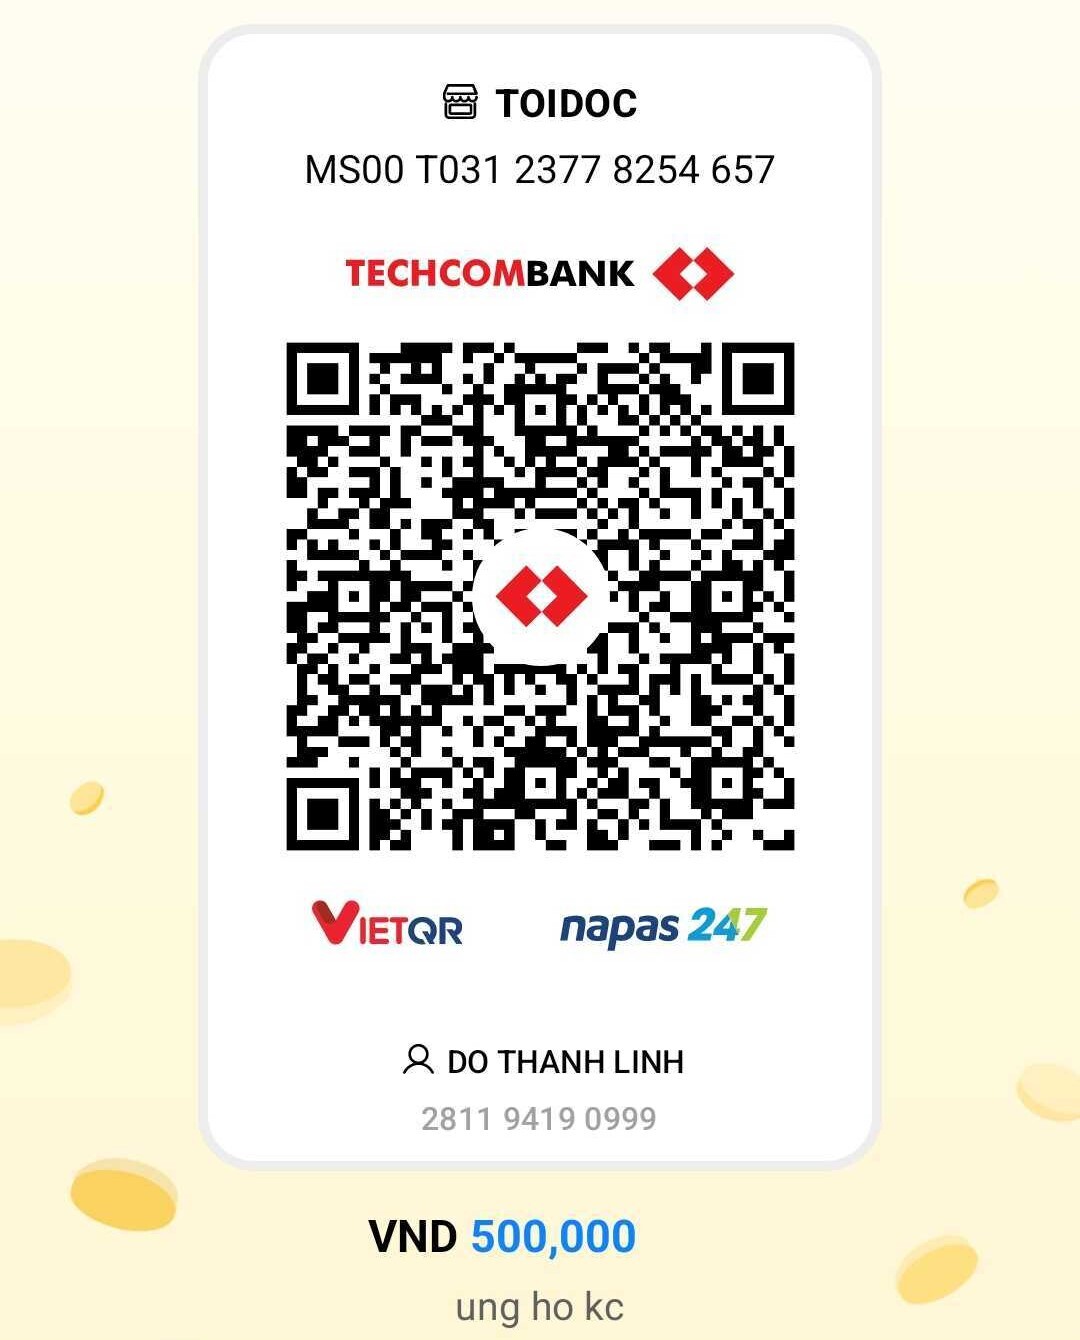 TOIDOC
MS00 T031 2377 8254 657
TECHCOMBANK
VIETQR
napas 247
DO THANH LINH
2811 9419 0999
VND 500,000
ung ho kc